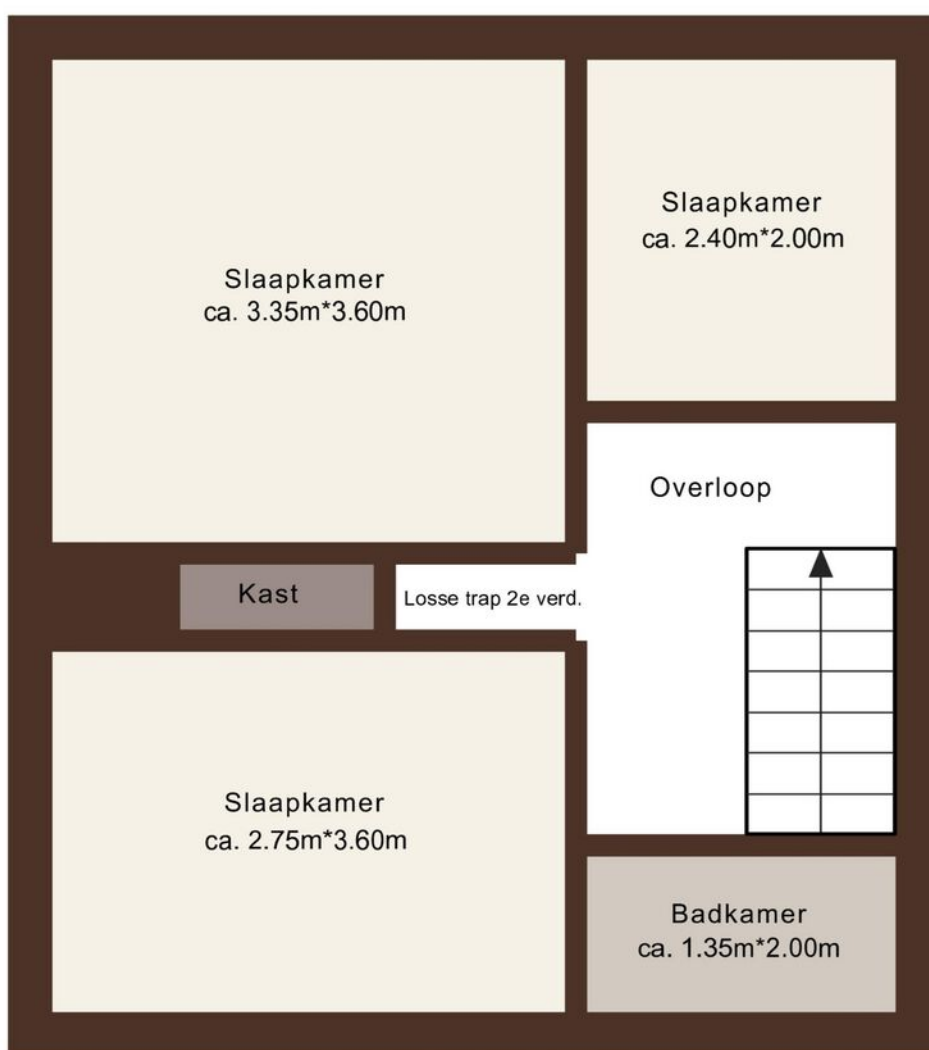 Slaapkamer
ca. 2.40m*2.00m
Slaapkamer
ca. 3.35m*3.60m
Overloop
Kast
Losse trap 2e verd.
Slaapkamer
ca. 2.75m*3.60m
Badkamer
ca. 1.35m*2.00m